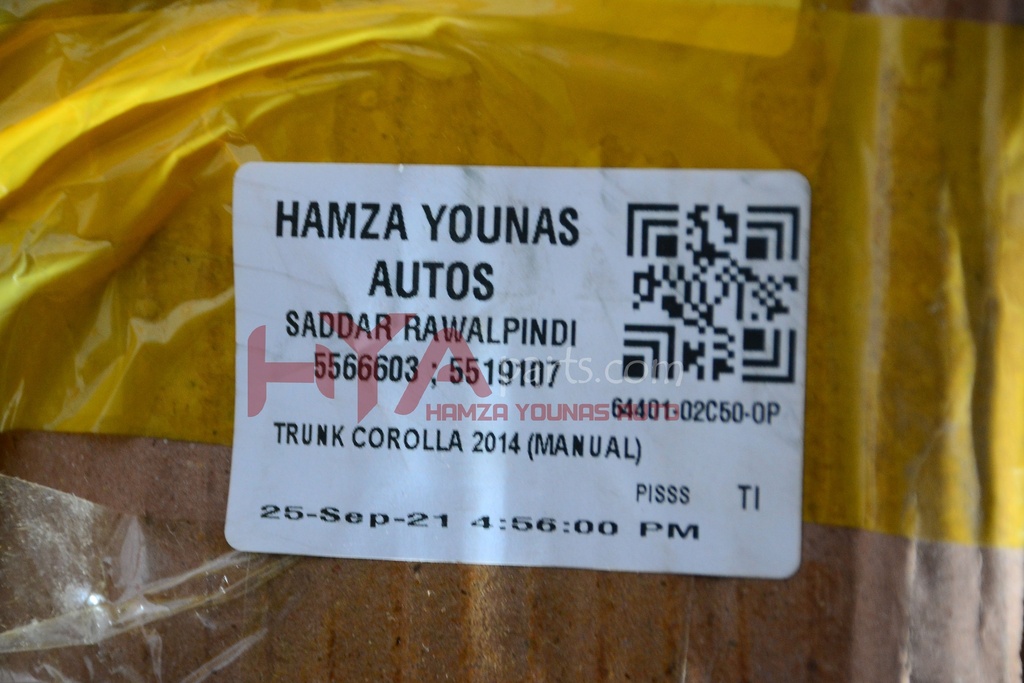 HAMZA YOUNAS
AUTOS
SADDAR RAWALPINDI
5566603 ; 5519107
HYAparts.com
HAMZA YOUNAS AUTO
64401-02C50-0P
TRUNK COROLLA 2014 (MANUAL)
PISSS TI
25-Sep-21 4:56:00 PM